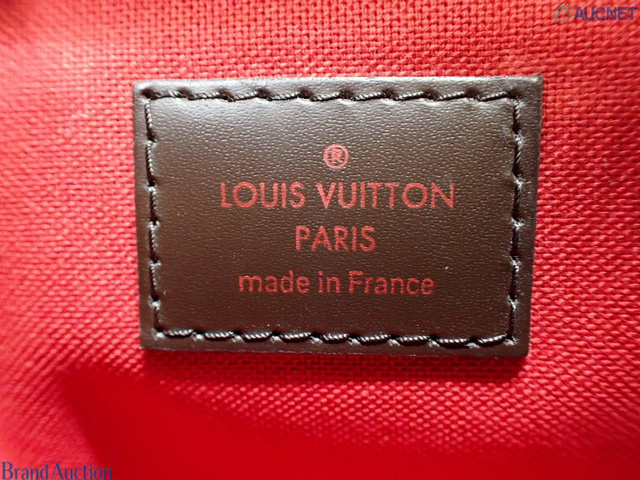 AUCNET
®
LOUIS VUITTON
PARIS
made in France
Brand Auction